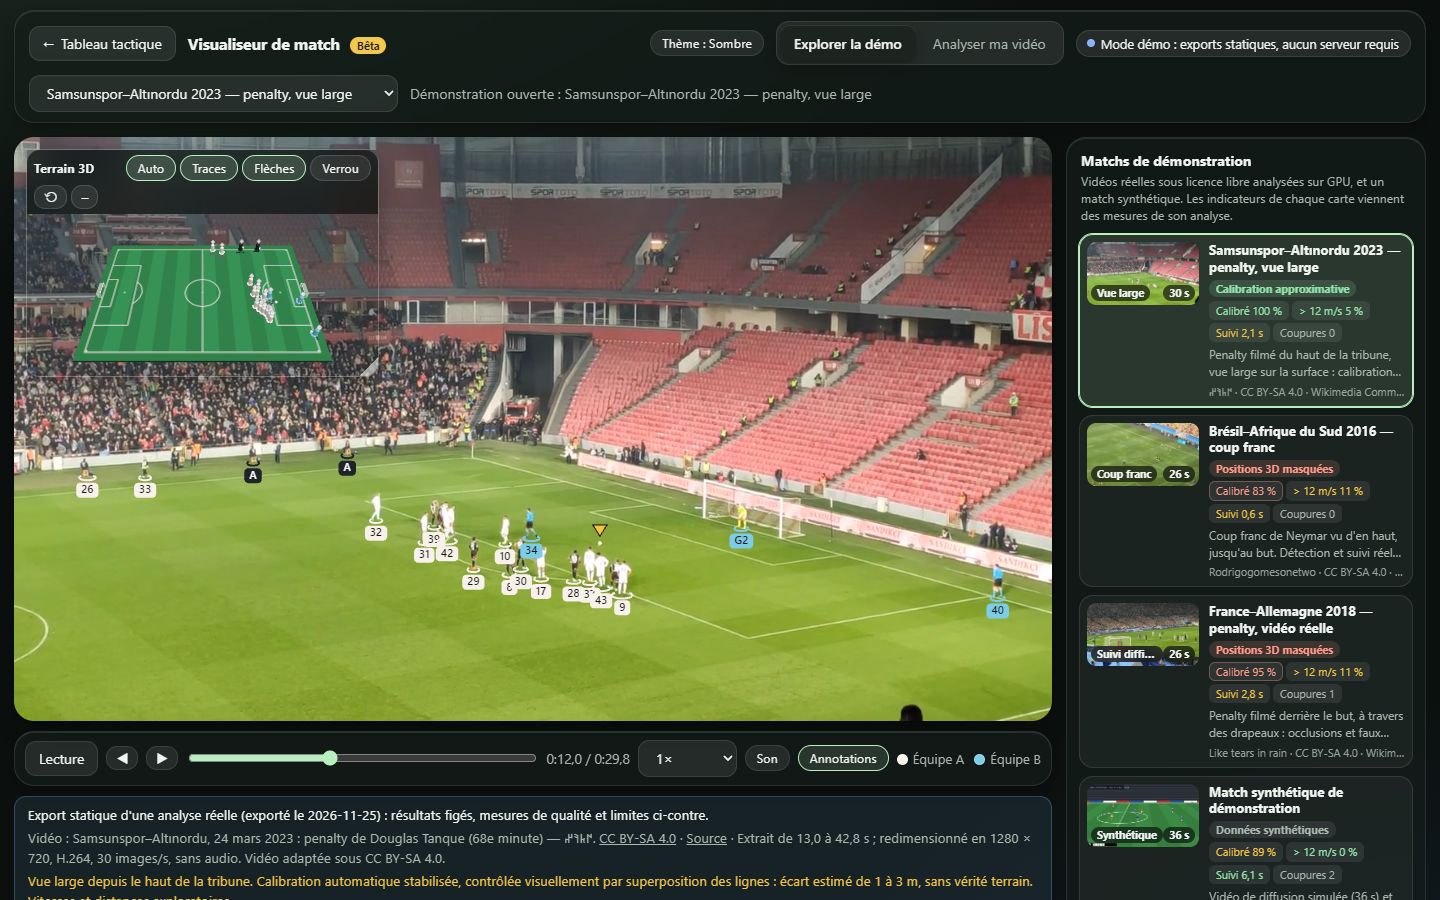 ← Tableau tactique
Visualiseur de match
Bêta
Thème : Sombre
Explorer la démo
Analyser ma vidéo
Mode démo : exports statiques, aucun serveur requis
Samsunspor–Altınordu 2023 — penalty, vue large
Démonstration ouverte : Samsunspor–Altınordu 2023 — penalty, vue large
Terrain 3D
Auto
Traces
Flèches
Verrou
SPORTOTO
SPORTOTO
SPORTOTO
26
33
A
A
32
31
42
29
10
34
30
17
28
43
9
G2
40
Lecture
0:12,0 / 0:29,8
1×
Son
Annotations
Équipe A
Équipe B
Export statique d'une analyse réelle (exporté le 2026-11-25) : résultats figés, mesures de qualité et limites ci-contre.
Vidéo : Samsunspor–Altınordu, 24 mars 2023 : penalty de Douglas Tanque (68e minute) — CC BY-SA 4.0 · Source · Extrait de 13,0 à 42,8 s ; redimensionné en 1280 ×
720, H.264, 30 images/s, sans audio. Vidéo adaptée sous CC BY-SA 4.0.
Vue large depuis le haut de la tribune. Calibration automatique stabilisée, contrôlée visuellement par superposition des lignes : écart estimé de 1 à 3 m, sans vérité terrain.
Matchs de démonstration
Vidéos réelles sous licence libre analysées sur GPU, et un
match synthétique. Les indicateurs de chaque carte viennent
des mesures de son analyse.
Vue large
30 s
Samsunspor–Altınordu 2023 —
penalty, vue large
Calibration approximative
Calibré 100 %
> 12 m/s 5 %
Suivi 2,1 s
Coupures 0
Penalty filmé du haut de la tribune,
vue large sur la surface : calibration...
· CC BY-SA 4.0 · Wikimedia Comm...
Coup franc
26 s
Brésil–Afrique du Sud 2016 —
coup franc
Positions 3D masquées
Calibré 83 %
> 12 m/s 11 %
Suivi 0,6 s
Coupures 0
Coup franc de Neymar vu d'en haut,
jusqu'au but. Détection et suivi réel...
Rodrigogomesonetwo · CC BY-SA 4.0 · ...
Suivi diffi...
26 s
France–Allemagne 2018 —
penalty, vidéo réelle
Positions 3D masquées
Calibré 95 %
> 12 m/s 11 %
Suivi 2,8 s
Coupures 1
Penalty filmé derrière le but, à travers
des drapeaux : occlusions et faux...
Like tears in rain · CC BY-SA 4.0 · Wikim...
Synthétique
36 s
Match synthétique de
démonstration
Données synthétiques
Calibré 89 %
> 12 m/s 0 %
Suivi 6,1 s
Coupures 2
Vidéo de diffusion simulée (36 s) et